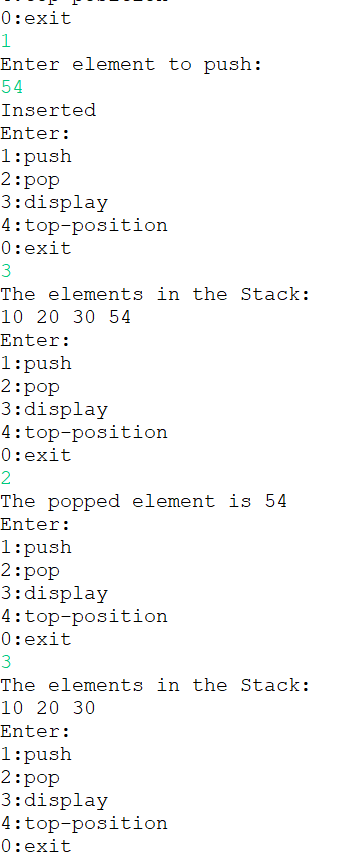 0:exit
1
Enter element to push:
54
Inserted
Enter:
1:push
2:pop
3:display
4:top-position
0:exit
3
The elements in the Stack:
10 20 30 54
Enter:
1:push
2:pop
3:display
4:top-position
0:exit
2
The popped element is 54
Enter:
1:push
2:pop
3:display
4:top-position
0:exit
3
The elements in the Stack:
10 20 30
Enter:
1:push
2:pop
3:display
4:top-position
0:exit